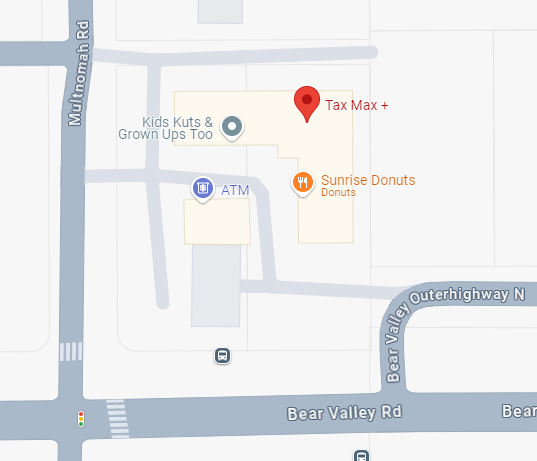 Multnomah Rd
Tax Max +
Kids Kuts &
Grown Ups Too
Sunrise Donuts
Donuts
ATM
Bear Valley Outerhighway N
Bear Valley Rd
Bear